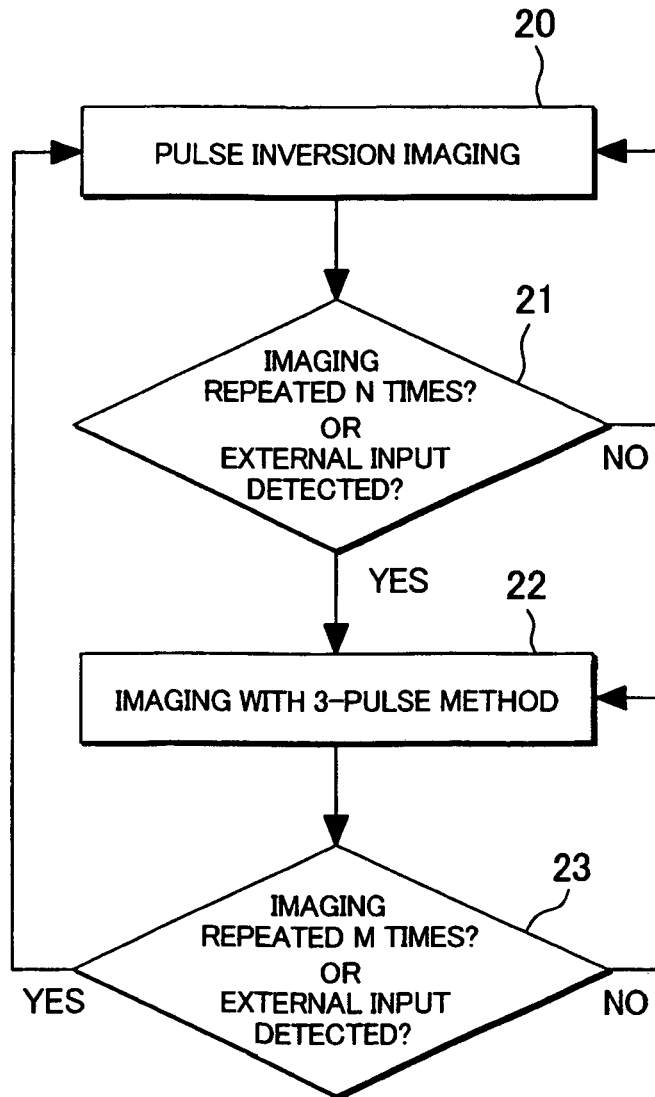 20
PULSE INVERSION IMAGING
21
IMAGING
REPEATED N TIMES?
OR
EXTERNAL INPUT
DETECTED?
NO
YES
22
IMAGING WITH 3-PULSE METHOD
23
IMAGING
REPEATED M TIMES?
OR
EXTERNAL INPUT
DETECTED?
YES
NO